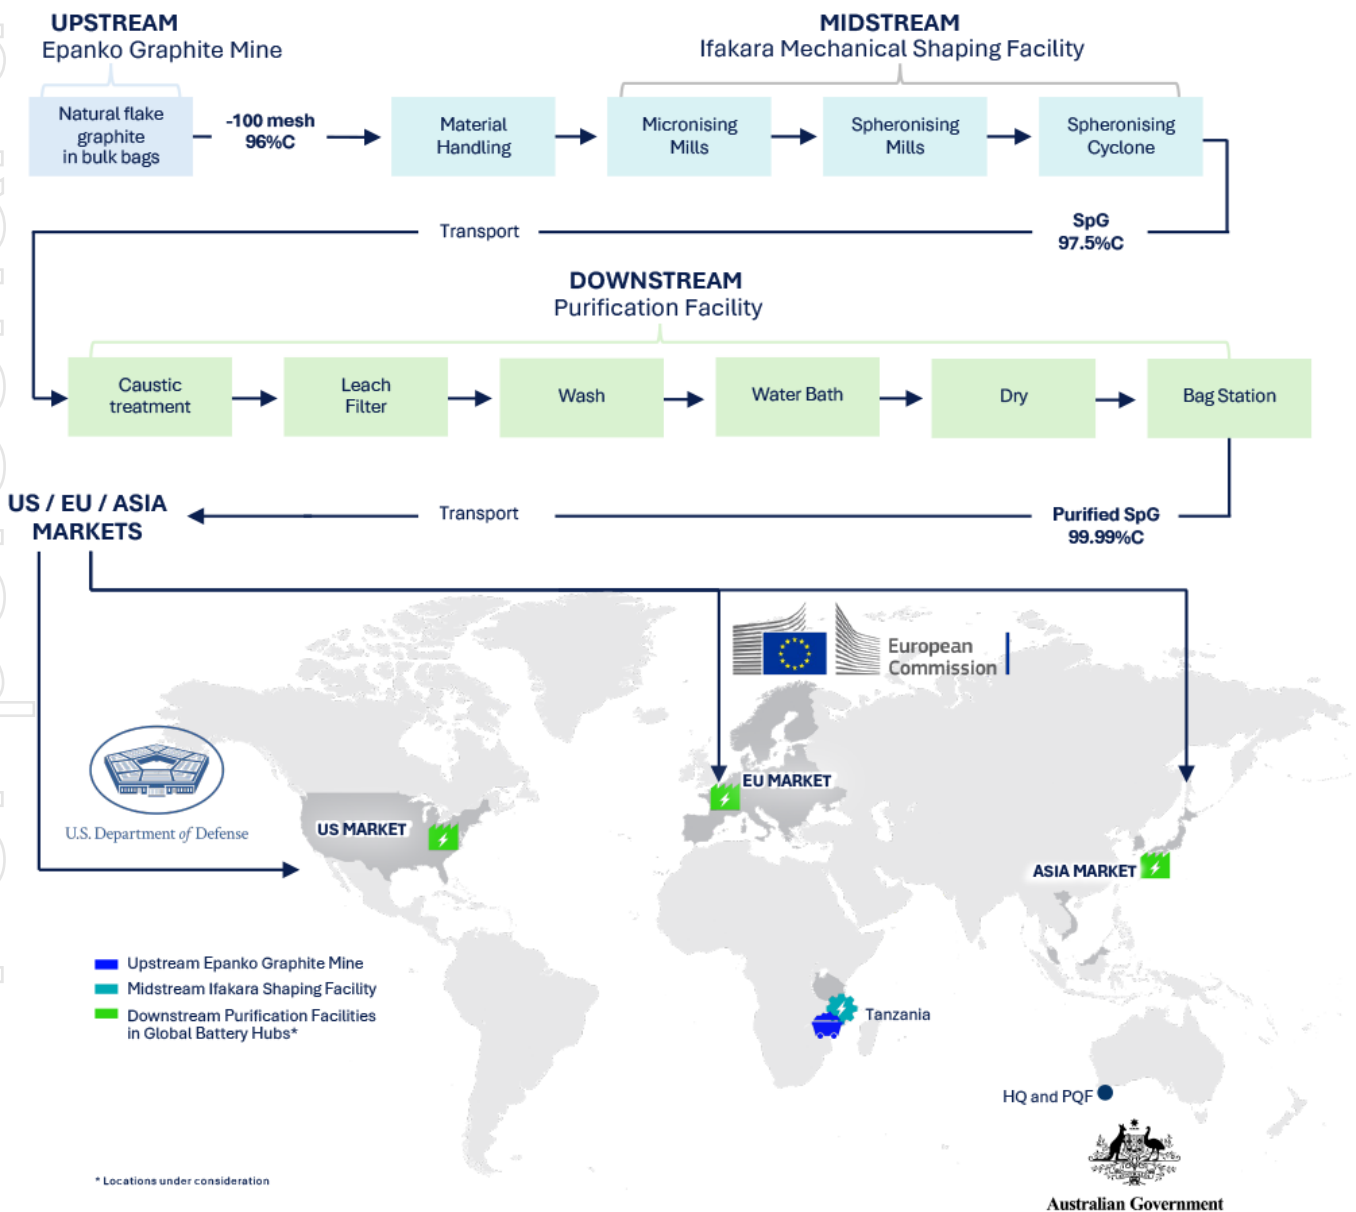 UPSTREAM
Epanko Graphite Mine
MIDSTREAM
Ifakara Mechanical Shaping Facility
Natural flake
graphite
in bulk bags
-100 mesh
96%C
Material
Handling
Micronising
Mills
Spheronising
Mills
Spheronising
Cyclone
Transport
SpG
97.5%C
DOWNSTREAM
Purification Facility
Caustic
treatment
Leach
Filter
Wash
Water Bath
Dry
Bag Station
US / EU / ASIA
MARKETS
Transport
Purified SpG
99.99%C
European
Commission
U.S. Department of Defense
US MARKET
EU MARKET
ASIA MARKET
Upstream Epanko Graphite Mine
Midstream Ifakara Shaping Facility
Downstream Purification Facilities
in Global Battery Hubs*
Tanzania
HQ and PQF
* Locations under consideration
Australian Government